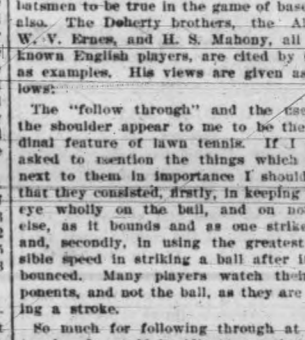 batsmen to be true in the game of base
also. The Doherty brothers, the A
W. V. Ernes, and H. S. Mahony, all
known English players, are cited by
as examples. His views are given as
lows:
The "follow through" and the use
the shoulder appear to me to be the
dinal feature of lawn tennis. If I
asked to mention the things which
next to them in importance I should
that they consisted, firstly, in keeping
eye wholly on the ball, and on no
else, as it bounds and as one strike
and, secondly, in using the greatest
sible speed in striking a ball after i
bounced. Many players watch their
ponents, and not the ball, as they are
ing a stroke.
So much for following through at